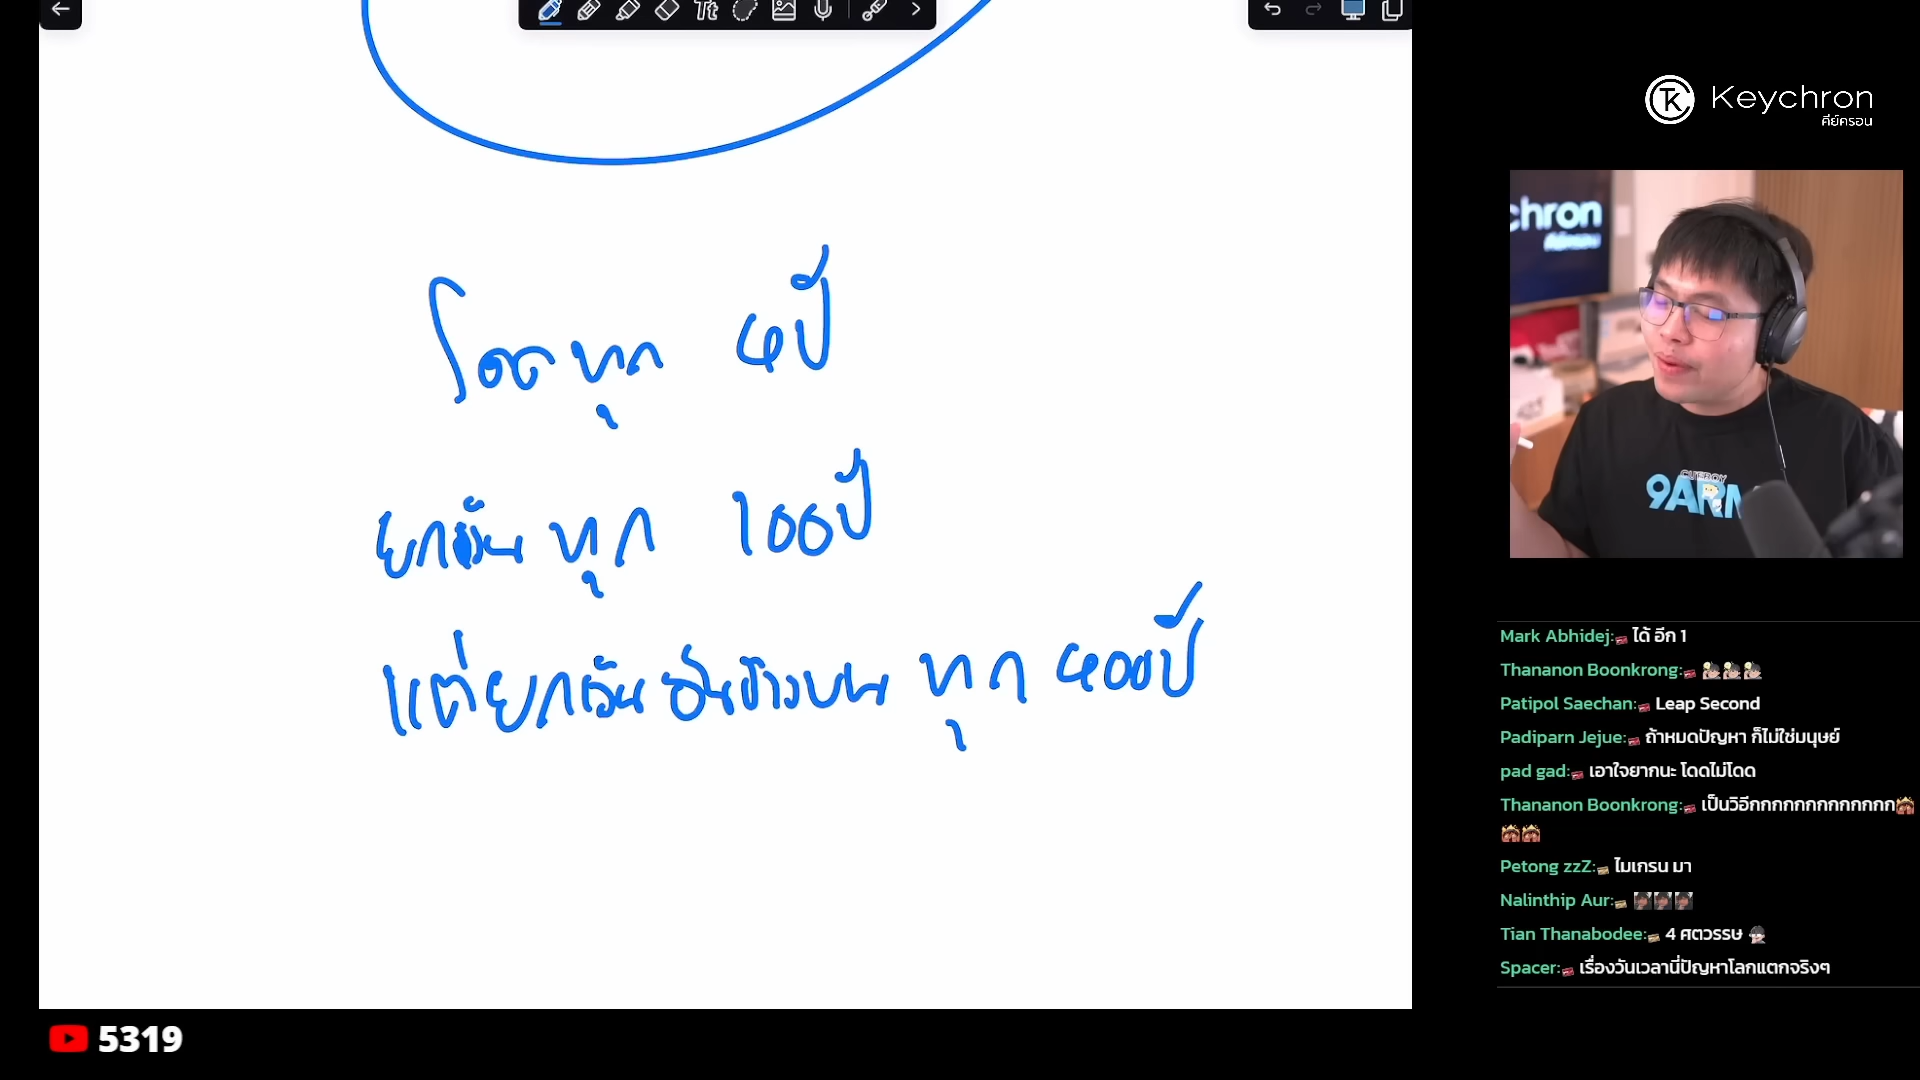 Tt
Keychron
คีย์ครอน
chron
โดดทุก 4ปี
ยกเว้น ทุก 100ปี
แต่ยกเว้น อันข้างบน ทุก 400ปี
9ARM
Mark Abhidej: ได้ อีก 1
Thananon Boonkrong:
Patipol Saechan: Leap Second
Padiparn Jejue: ถ้าหมดปัญหา ก็ไม่ใช่มนุษย์
pad gad: เอาใจยากนะ โดดไม่โดด
Thananon Boonkrong: เป็นวิอีกกกกกกกกกกกกกก
Petong zzZ: ไมเกรน มา
Nalinthip Aur:
Tian Thanabodee: 4 ศตวรรษ
Spacer: เรื่องวันเวลานี่ปัญหาโลกแตกจริงๆ
5319